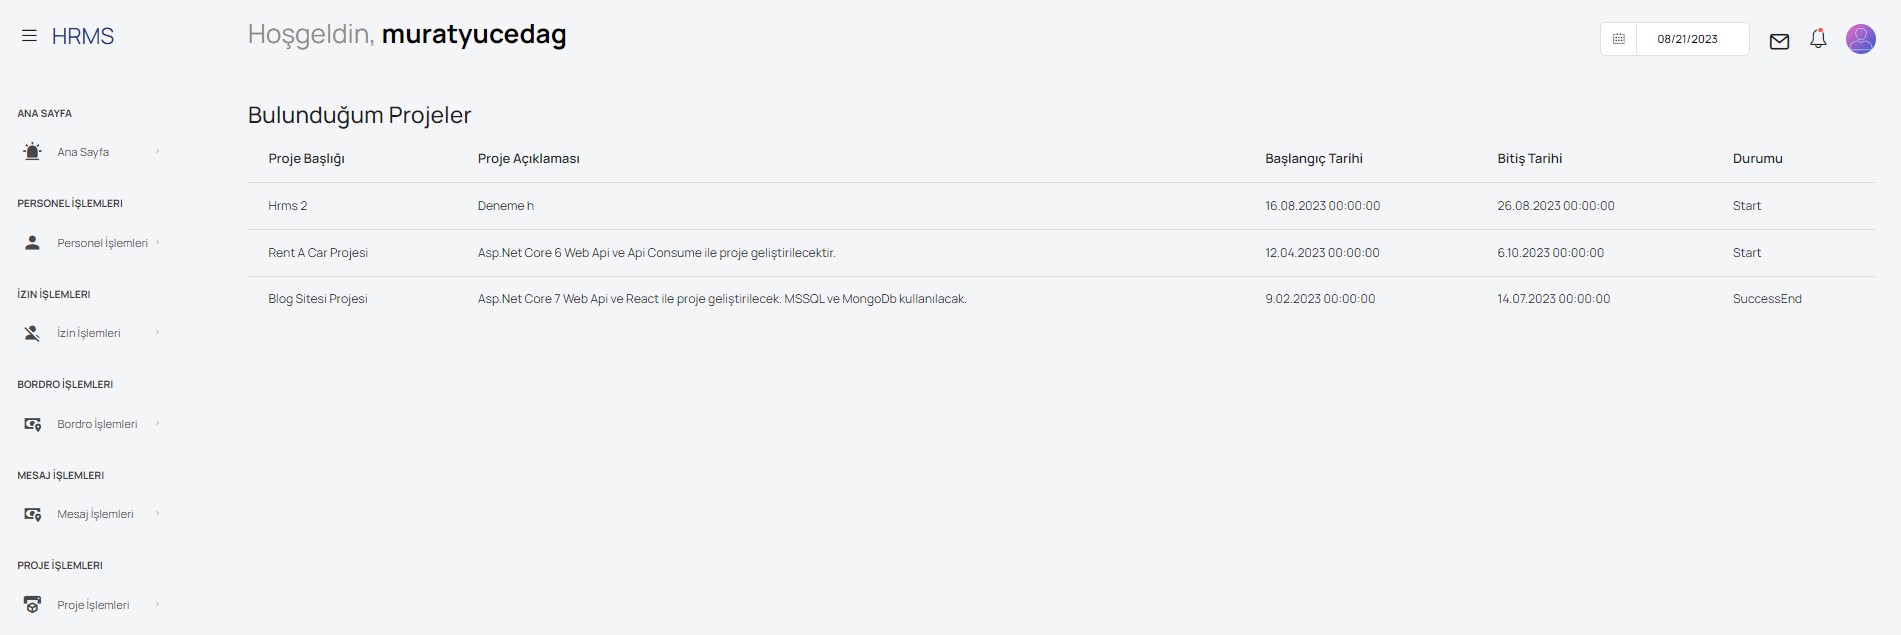 HRMS
Hoşgeldin, muratyucedag
08/21/2023
ANA SAYFA
Ana Sayfa
PERSONEL İŞLEMLERI
Personel İşlemleri
İZIN İŞLEMLERI
İzin İşlemleri
BORDRO İŞLEMLERI
Bordro İşlemleri
MESAJ İŞLEMLERI
Mesaj İşlemleri
PROJE İŞLEMLERI
Proje İşlemleri
Bulunduğum Projeler
Proje Başlığı Proje Açıklaması Başlangıç Tarihi Bitiş Tarihi Durumu
Hrms 2 Deneme h 16.08.2023 00:00:00 26.08.2023 00:00:00 Start
Rent A Car Projesi Asp.Net Core 6 Web Api ve Api Consume ile proje geliştirilecektir. 12.04.2023 00:00:00 6.10.2023 00:00:00 Start
Blog Sitesi Projesi Asp.Net Core 7 Web Api ve React ile proje geliştirilecek. MSSQL ve MongoDb kullanılacak. 9.02.2023 00:00:00 14.07.2023 00:00:00 SuccessEnd